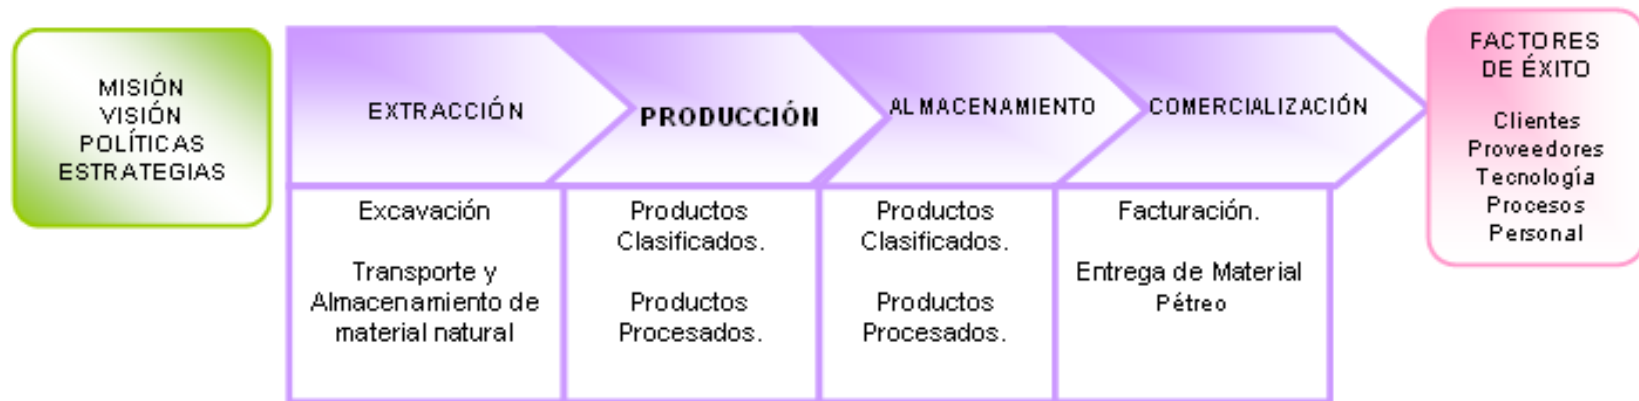 MISIÓN
VISIÓN
POLÍTICAS
ESTRATEGIAS
EXTRACCIÓN
PRODUCCIÓN
ALMACENAMIENTO
COMERCIALIZACIÓN
Excavación
Transporte y
Almacenamiento de
material natural
Productos
Clasificados.
Productos
Procesados.
Productos
Clasificados.
Productos
Procesados.
Facturación.
Entrega de Material
Pétreo
FACTORES
DE ÉXITO
Clientes
Proveedores
Tecnología
Procesos
Personal